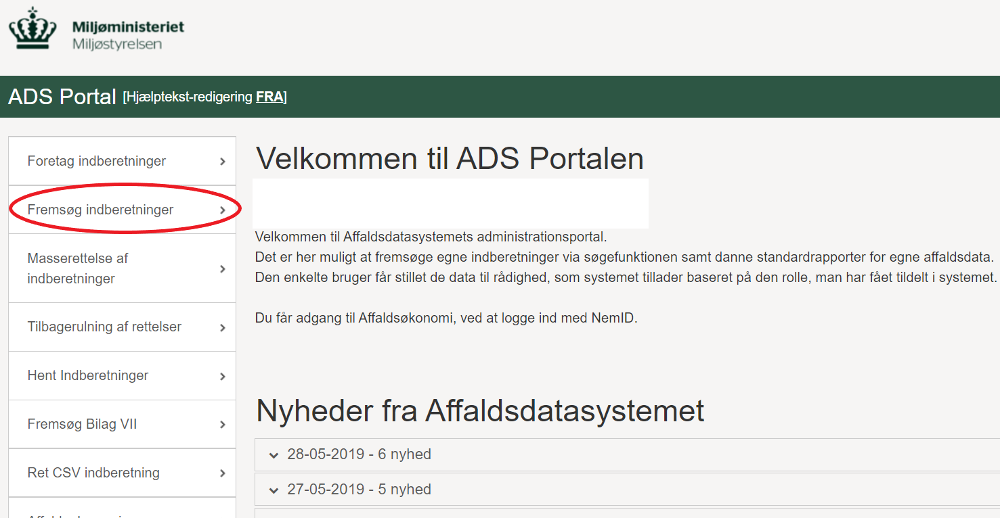 Miljøministeriet
Miljøstyrelsen
ADS Portal [Hjælptekst-redigering FRA]
Foretag indberetninger
Fremsøg indberetninger
Masserettelse af
indberetninger
Tilbagerulning af rettelser
Hent Indberetninger
Fremsøg Bilag VII
Ret CSV indberetning
Velkommen til ADS Portalen
Velkommen til Affaldsdatasystemets administrationsportal.
Det er her muligt at fremsøge egne indberetninger via søgefunktionen samt danne standardrapporter for egne affaldsdata.
Den enkelte bruger får stillet de data til rådighed, som systemet tillader baseret på den rolle, man har fået tildelt i systemet.
Du får adgang til Affaldsøkonomi, ved at logge ind med NemID.
Nyheder fra Affaldsdatasystemet
28-05-2019 - 6 nyhed
27-05-2019 - 5 nyhed